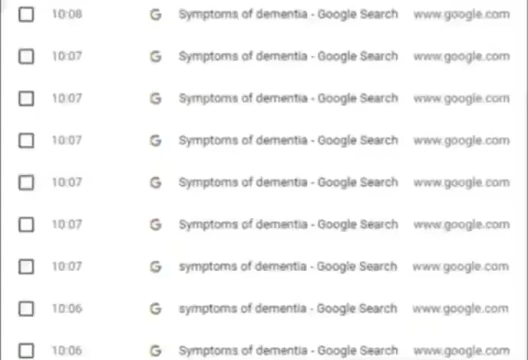 10:08 G Symptoms of dementia - Google Search www.google.com
10:07 G Symptoms of dementia - Google Search www.google.com
10:07 G Symptoms of dementia - Google Search www.google.com
10:07 G Symptoms of dementia - Google Search www.google.com
10:07 G Symptoms of dementia - Google Search www.google.com
10:07 G Symptoms of dementia - Google Search www.google.com
10:07 G symptoms of dementia - Google Search www.google.com
10:06 G symptoms of dementia - Google Search www.google.com
10:06 G Symptoms of dementia - Google Search www.google.com